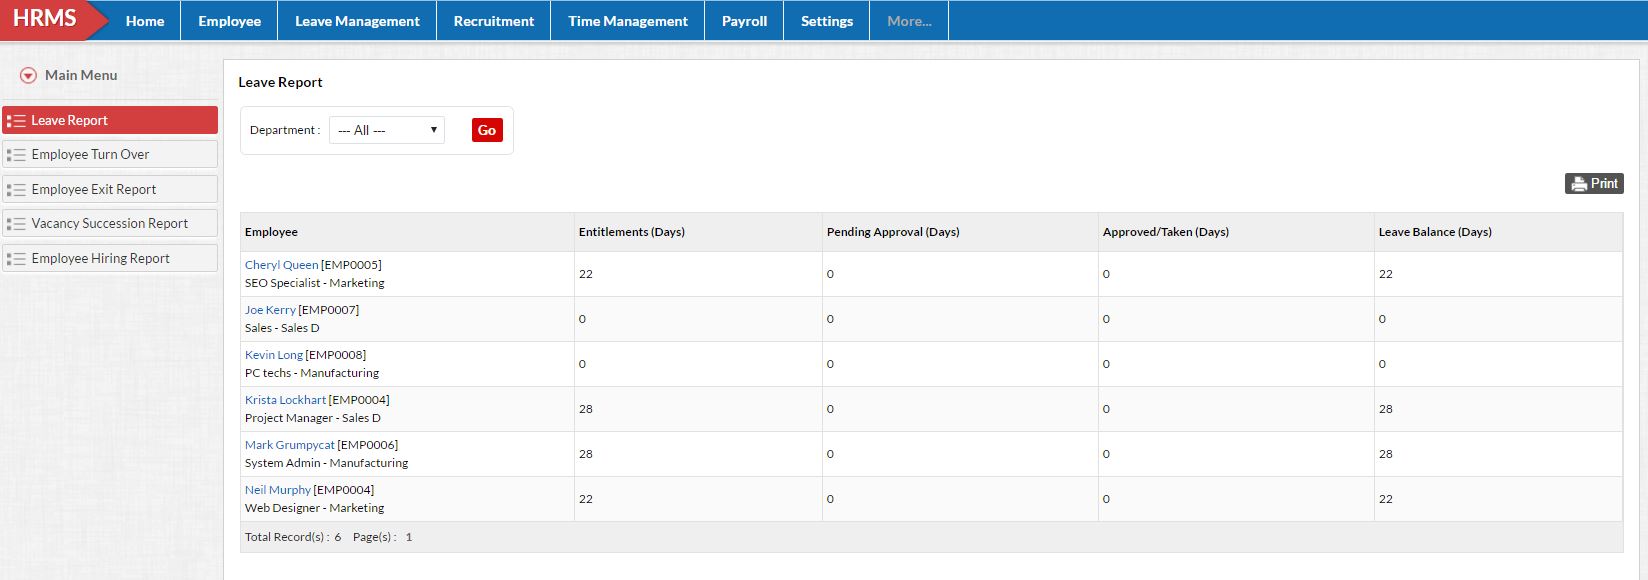 HRMS Home Employee Leave Management Recruitment Time Management Payroll Settings More...
Main Menu
Leave Report
Employee Turn Over
Employee Exit Report
Vacancy Succession Report
Employee Hiring Report
Leave Report
Department : --- All --- Go
Print
Employee Entitlements (Days) Pending Approval (Days) Approved/Taken (Days) Leave Balance (Days)
Cheryl Queen [EMP0005]
SEO Specialist - Marketing
22 0 0 22
Joe Kerry [EMP0007]
Sales - Sales D
0 0 0 0
Kevin Long [EMP0008]
PC techs - Manufacturing
0 0 0 0
Krista Lockhart [EMP0004]
Project Manager - Sales D
28 0 0 28
Mark Grumpycat [EMP0006]
System Admin - Manufacturing
28 0 0 28
Neil Murphy [EMP0004]
Web Designer - Marketing
22 0 0 22
Total Record(s) : 6 Page(s) : 1